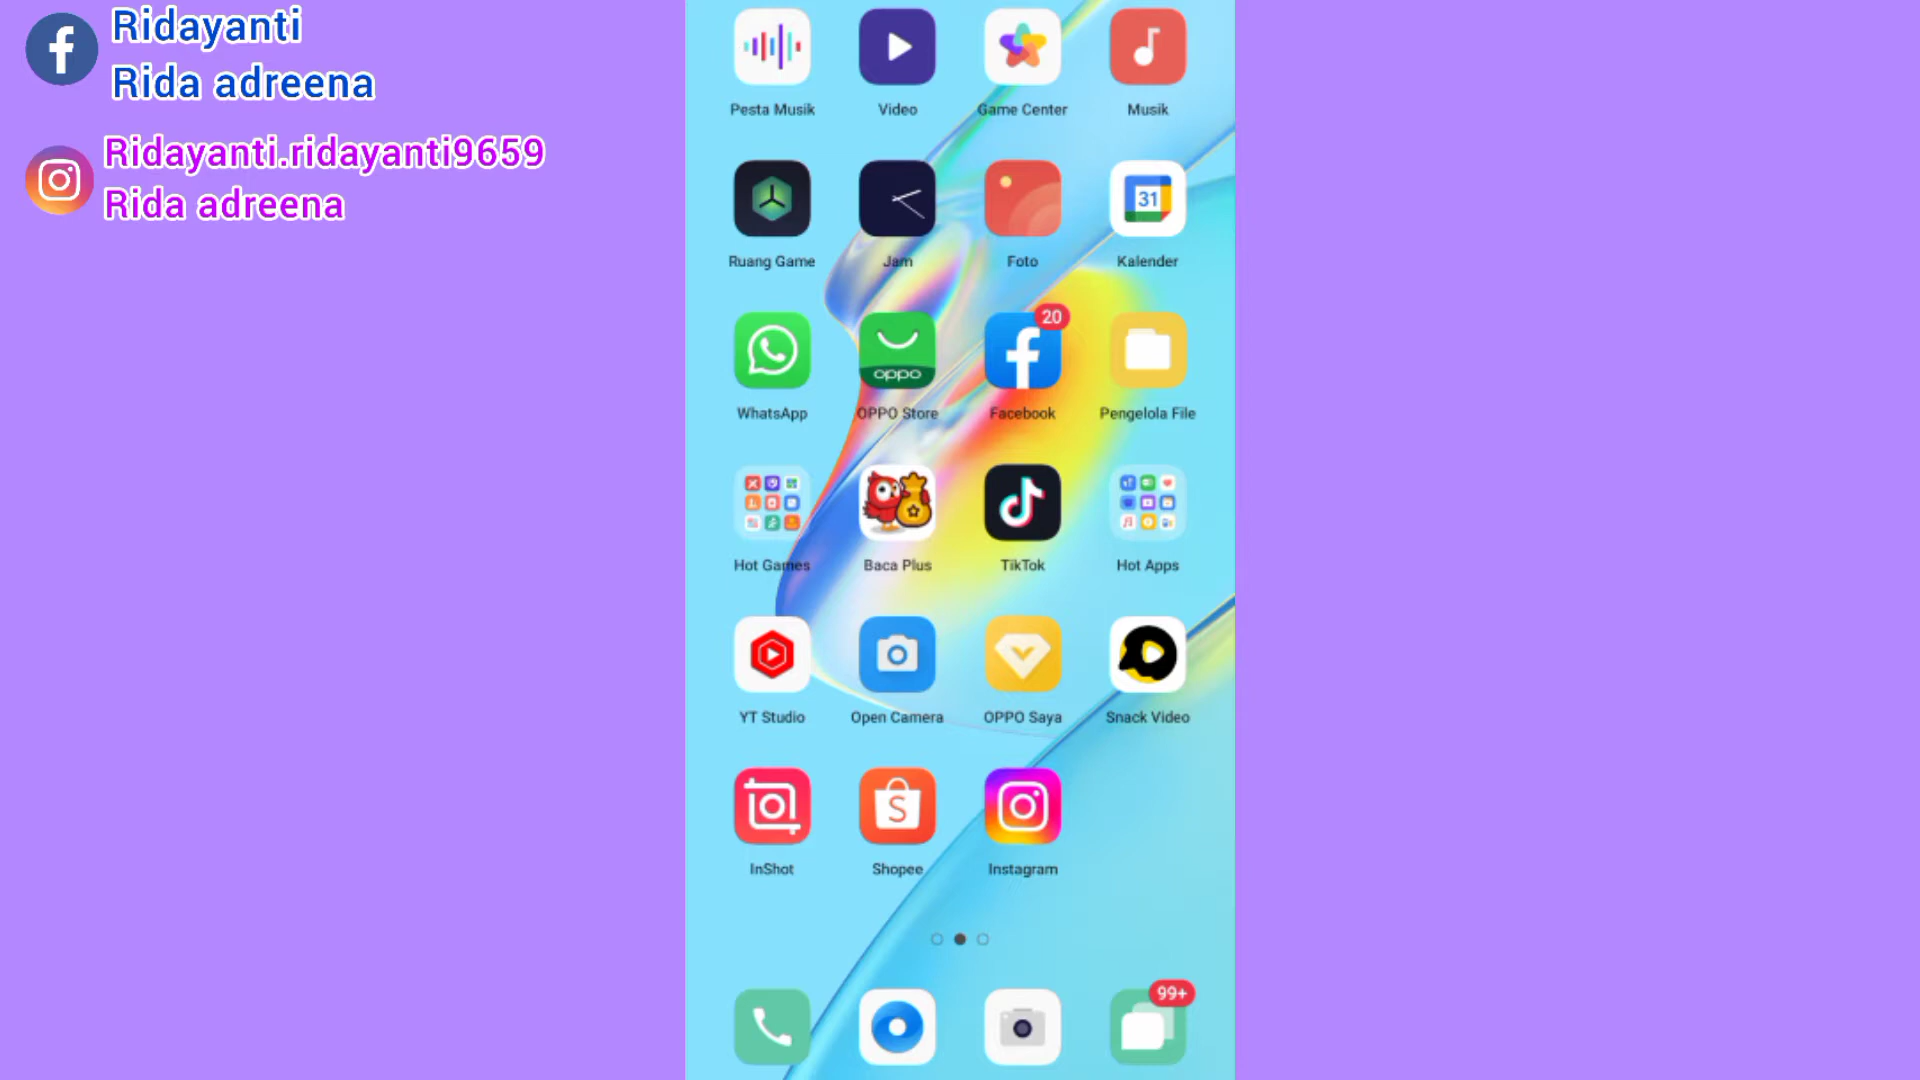 Ridayanti
Rida adreena
Ridayanti.ridayanti9659
Rida adreena
Pesta Musik
Video
Game Center
Musik
Ruang Game
Jam
Foto
31
Kalender
WhatsApp
oppo
OPPO Store
20
Facebook
Pengelola File
Hot Games
Baca Plus
TikTok
Hot Apps
YT Studio
Open Camera
OPPO Saya
Snack Video
InShot
S
Shopee
Instagram
99+